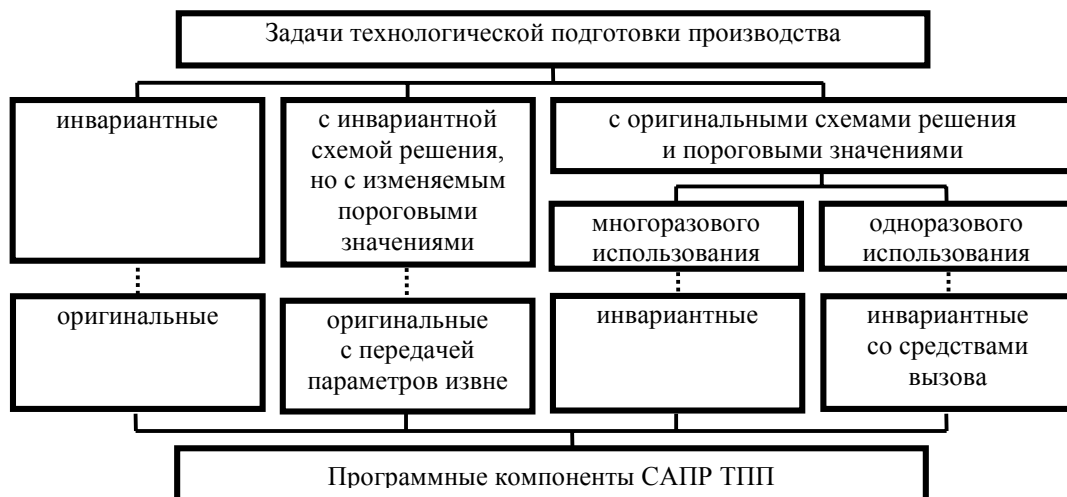 Задачи технологической подготовки производства
инвариантные
с инвариантной
схемой решения,
но с изменяемым
пороговыми
значениями
с оригинальными схемами решения
и пороговыми значениями
многоразового
использования
одноразового
использования
оригинальные
оригинальные
с передачей
параметров извне
инвариантные
инвариантные
со средствами
вызова
Программные компоненты САПР ТПП